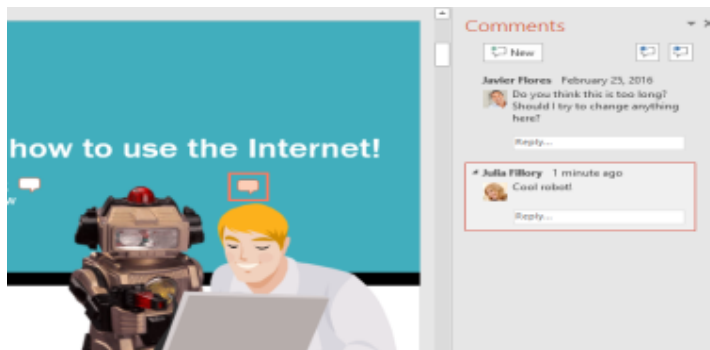 Comments
New
Javier Flores February 25, 2016
Do you think this is too long?
Should I try to change anything
here?
Reply...
how to use the Internet!
w
Julia Fillory 1 minute ago
Cool robot!
Reply...